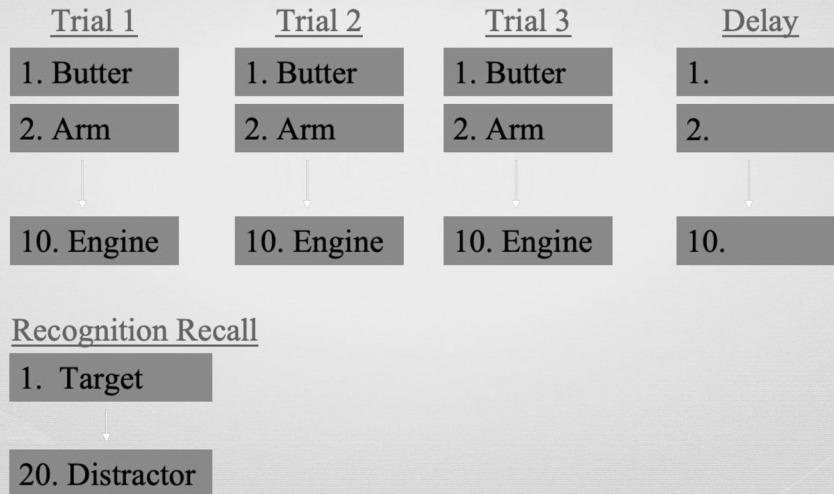 Trial 1 Trial 2 Trial 3 Delay
1. Butter 1. Butter 1. Butter 1.
2. Arm 2. Arm 2. Arm 2.
10. Engine 10. Engine 10. Engine 10.
Recognition Recall
1. Target
20. Distractor